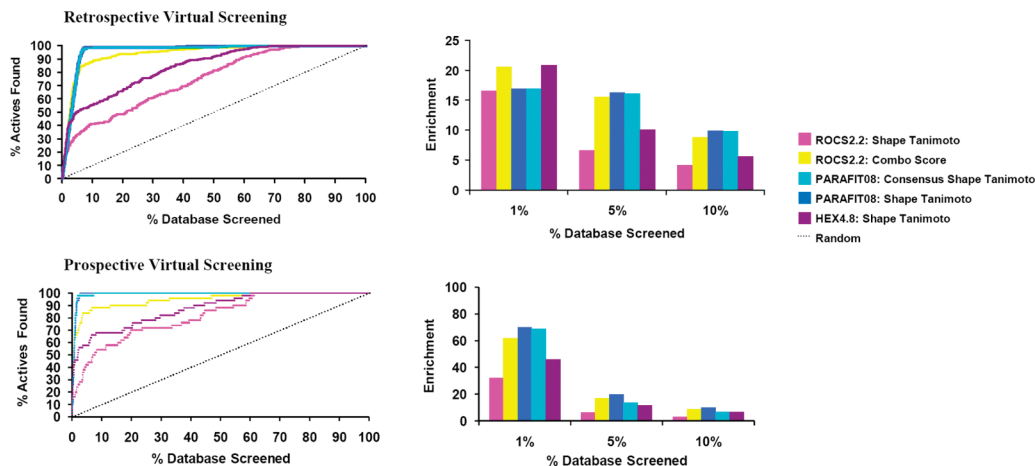 Retrospective Virtual Screening
% Actives Found
100
90
80
70
60
50
40
30
20
10
0
0 10 20 30 40 50 60 70 80 90 100
% Database Screened
Enrichment
25
20
15
10
5
0
1% 5% 10%
% Database Screened
ROCS2.2: Shape Tanimoto
ROCS2.2: Combo Score
PARAFIT08: Consensus Shape Tanimoto
PARAFIT08: Shape Tanimoto
HEX4.8: Shape Tanimoto
Random
Prospective Virtual Screening
% Actives Found
100
90
80
70
60
50
40
30
20
10
0
0 10 20 30 40 50 60 70 80 90 100
% Database Screened
Enrichment
80
60
40
20
0
1% 5% 10%
% Database Screened